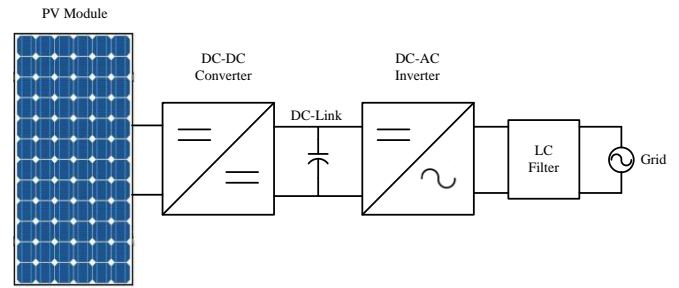 PV Module
DC-DC
Converter
DC-Link
DC-AC
Inverter
LC
Filter
Grid